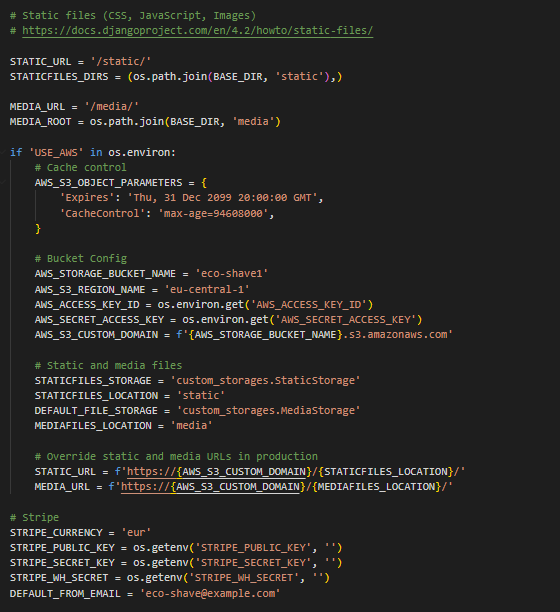 # Static files (CSS, JavaScript, Images)
# https://docs.djangoproject.com/en/4.2/howto/static-files/
STATIC_URL = '/static/'
STATICFILES_DIRS = (os.path.join(BASE_DIR, 'static'),)
MEDIA_URL = '/media/'
MEDIA_ROOT = os.path.join(BASE_DIR, 'media')
if 'USE_AWS' in os.environ:
    # Cache control
    AWS_S3_OBJECT_PARAMETERS = {
        'Expires': 'Thu, 31 Dec 2099 20:00:00 GMT',
        'CacheControl': 'max-age=94608000',
    }
    # Bucket Config
    AWS_STORAGE_BUCKET_NAME = 'eco-shave1'
    AWS_S3_REGION_NAME = 'eu-central-1'
    AWS_ACCESS_KEY_ID = os.environ.get('AWS_ACCESS_KEY_ID')
    AWS_SECRET_ACCESS_KEY = os.environ.get('AWS_SECRET_ACCESS_KEY')
    AWS_S3_CUSTOM_DOMAIN = f'{AWS_STORAGE_BUCKET_NAME}.s3.amazonaws.com'
    # Static and media files
    STATICFILES_STORAGE = 'custom_storages.StaticStorage'
    STATICFILES_LOCATION = 'static'
    DEFAULT_FILE_STORAGE = 'custom_storages.MediaStorage'
    MEDIAFILES_LOCATION = 'media'
    # Override static and media URLs in production
    STATIC_URL = f'https://{AWS_S3_CUSTOM_DOMAIN}/{STATICFILES_LOCATION}/'
    MEDIA_URL = f'https://{AWS_S3_CUSTOM_DOMAIN}/{MEDIAFILES_LOCATION}/'
# Stripe
STRIPE_CURRENCY = 'eur'
STRIPE_PUBLIC_KEY = os.getenv('STRIPE_PUBLIC_KEY', '')
STRIPE_SECRET_KEY = os.getenv('STRIPE_SECRET_KEY', '')
STRIPE_WH_SECRET = os.getenv('STRIPE_WH_SECRET', '')
DEFAULT_FROM_EMAIL = 'eco-shave@example.com'